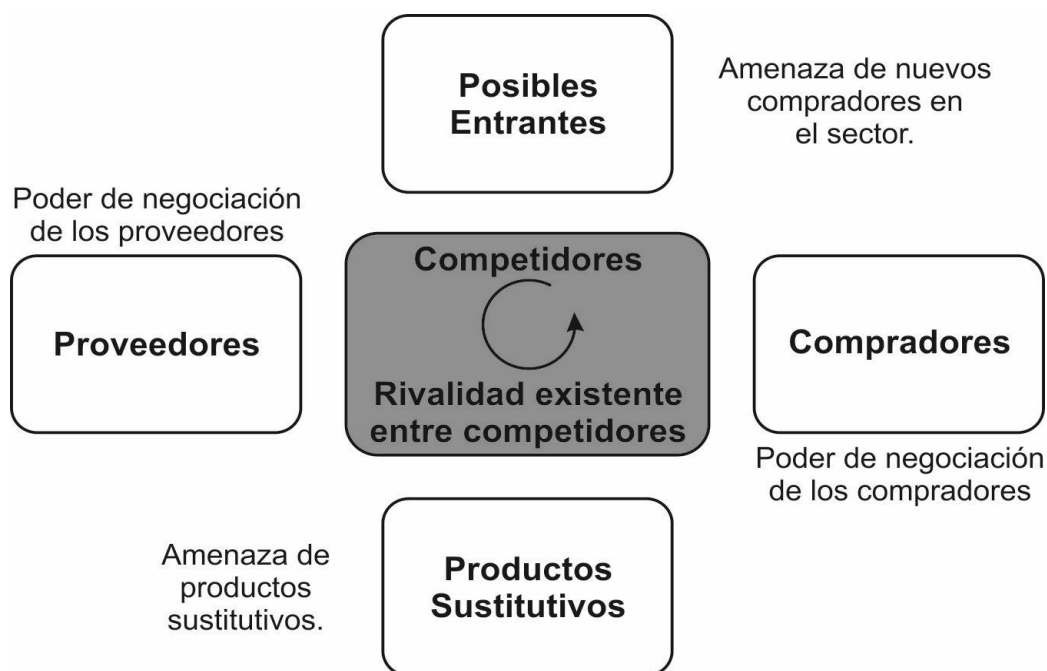 Posibles
Entrantes
Amenaza de nuevos
compradores en
el sector.
Poder de negociación
de los proveedores
Proveedores
Competidores
Rivalidad existente
entre competidores
Compradores
Poder de negociación
de los compradores
Amenaza de
productos
sustitutivos.
Productos
Sustitutivos